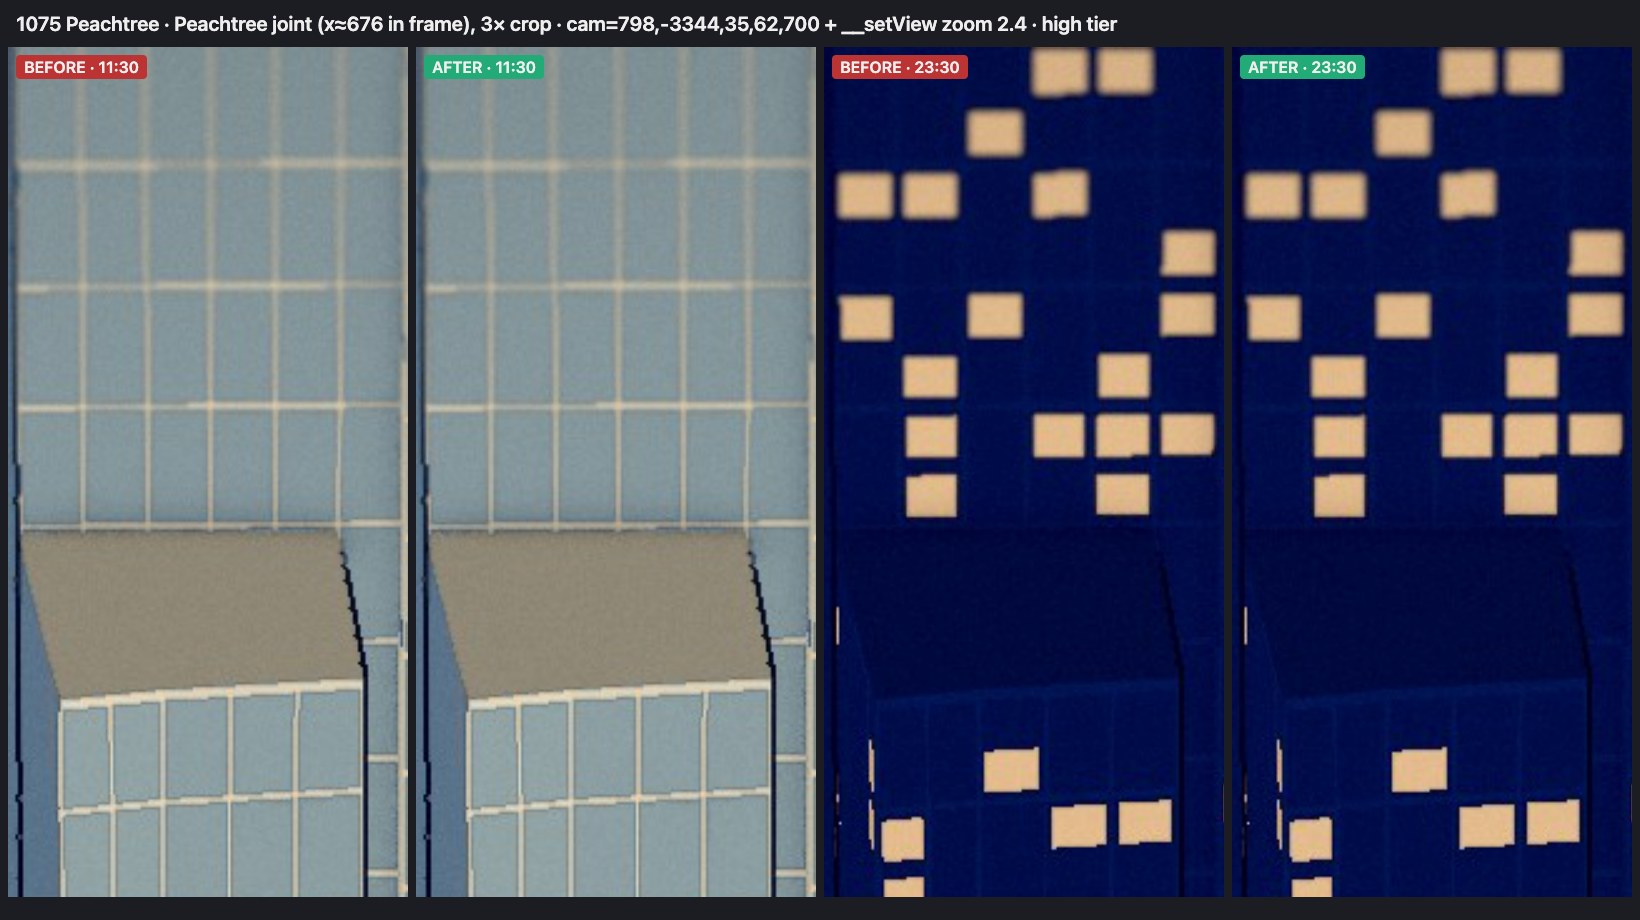 1075 Peachtree · Peachtree joint (x≈676 in frame), 3× crop · cam=798,-3344,35,62,700 + __setView zoom 2.4 · high tier
BEFORE · 11:30
AFTER · 11:30
BEFORE · 23:30
AFTER · 23:30